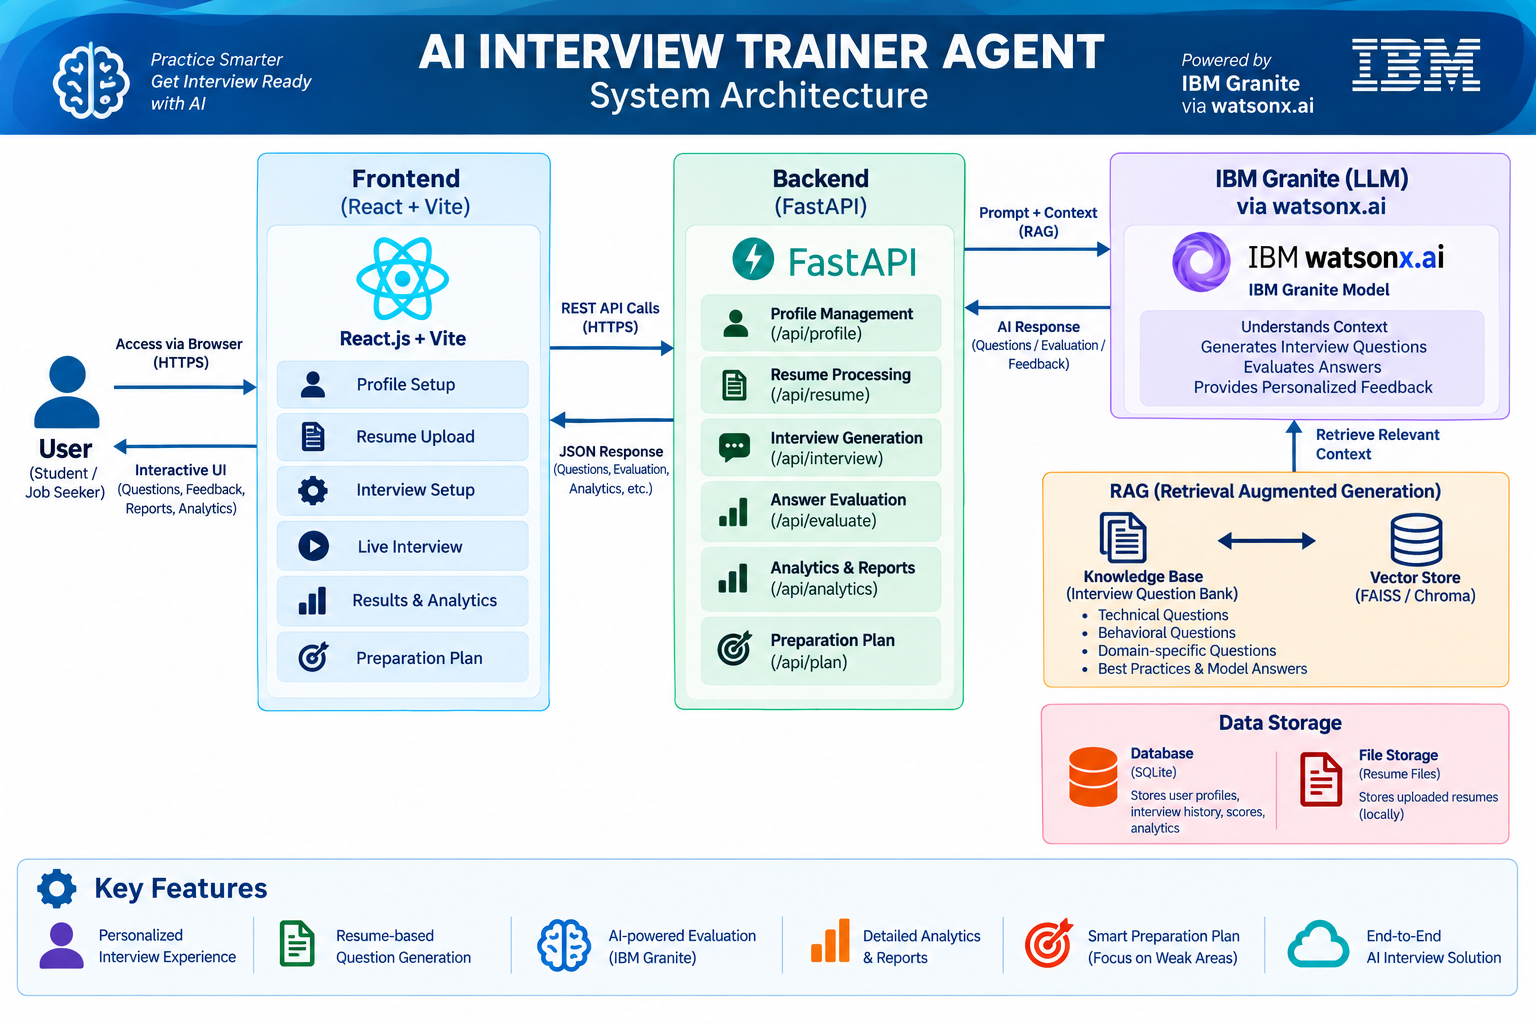 Practice Smarter
Get Interview Ready
with AI
AI INTERVIEW TRAINER AGENT
System Architecture
Powered by
IBM Granite
via watsonx.ai
IBM
User
(Student /
Job Seeker)
Access via Browser
(HTTPS)
Interactive UI
(Questions, Feedback,
Reports, Analytics)
Frontend
(React + Vite)
React.js + Vite
Profile Setup
Resume Upload
Interview Setup
Live Interview
Results & Analytics
Preparation Plan
REST API Calls
(HTTPS)
JSON Response
(Questions, Evaluation,
Analytics, etc.)
Backend
(FastAPI)
FastAPI
Profile Management
(/api/profile)
Resume Processing
(/api/resume)
Interview Generation
(/api/interview)
Answer Evaluation
(/api/evaluate)
Analytics & Reports
(/api/analytics)
Preparation Plan
(/api/plan)
Prompt + Context
(RAG)
AI Response
(Questions / Evaluation /
Feedback)
IBM Granite (LLM)
via watsonx.ai
IBM watsonx.ai
IBM Granite Model
Understands Context
Generates Interview Questions
Evaluates Answers
Provides Personalized Feedback
Retrieve Relevant
Context
RAG (Retrieval Augmented Generation)
Knowledge Base
(Interview Question Bank)
• Technical Questions
• Behavioral Questions
• Domain-specific Questions
• Best Practices & Model Answers
Vector Store
(FAISS / Chroma)
Data Storage
Database
(SQLite)
Stores user profiles,
interview history, scores,
analytics
File Storage
(Resume Files)
Stores uploaded resumes
(locally)
Key Features
Personalized
Interview Experience
Resume-based
Question Generation
AI-powered Evaluation
(IBM Granite)
Detailed Analytics
& Reports
Smart Preparation Plan
(Focus on Weak Areas)
End-to-End
AI Interview Solution